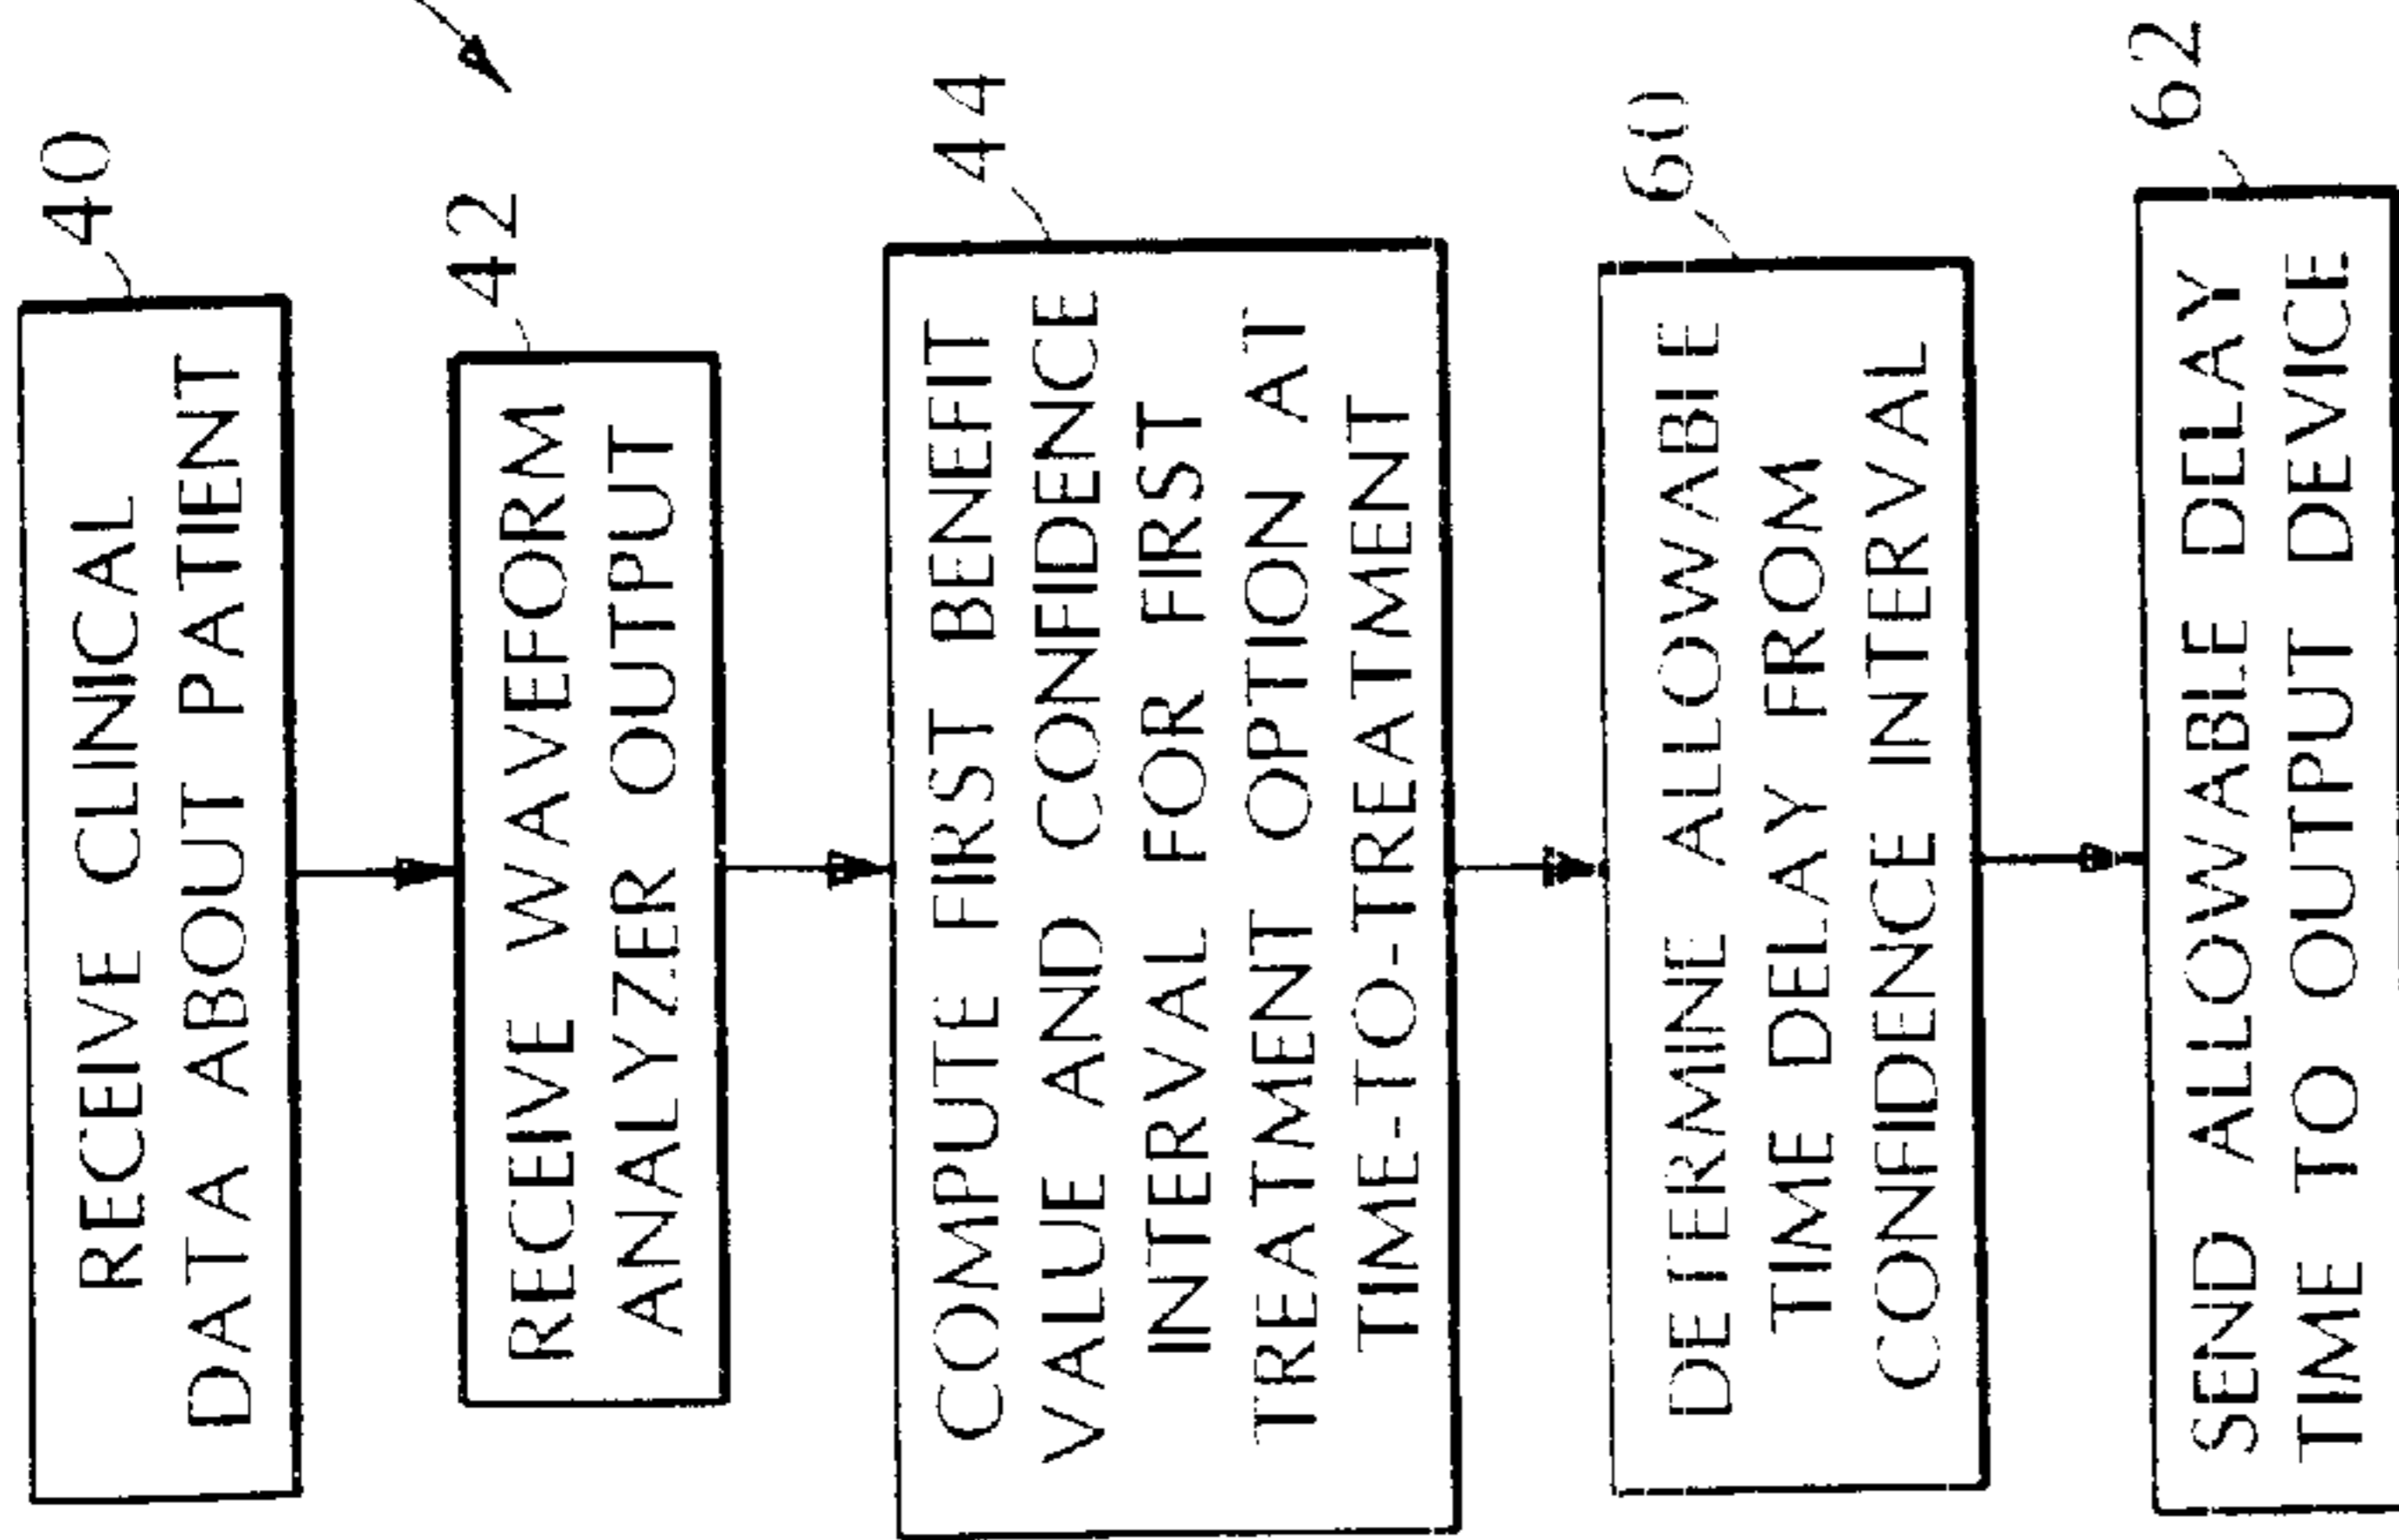 40
RECEIVE CLINICAL
DATA ABOUT PATIENT
42
RECEIVE WAVEFORM
ANALYZER OUTPUT
44
COMPUTE FIRST BENEFIT
VALUE AND CONFIDENCE
INTERVAL FOR FIRST
TREATMENT OPTION AT
TIME-TO-TREATMENT
60
DETERMINE ALLOWABLE
TIME DELAY FROM
CONFIDENCE INTERVAL
62
SEND ALLOWABLE DELAY
TIME TO OUTPUT DEVICE